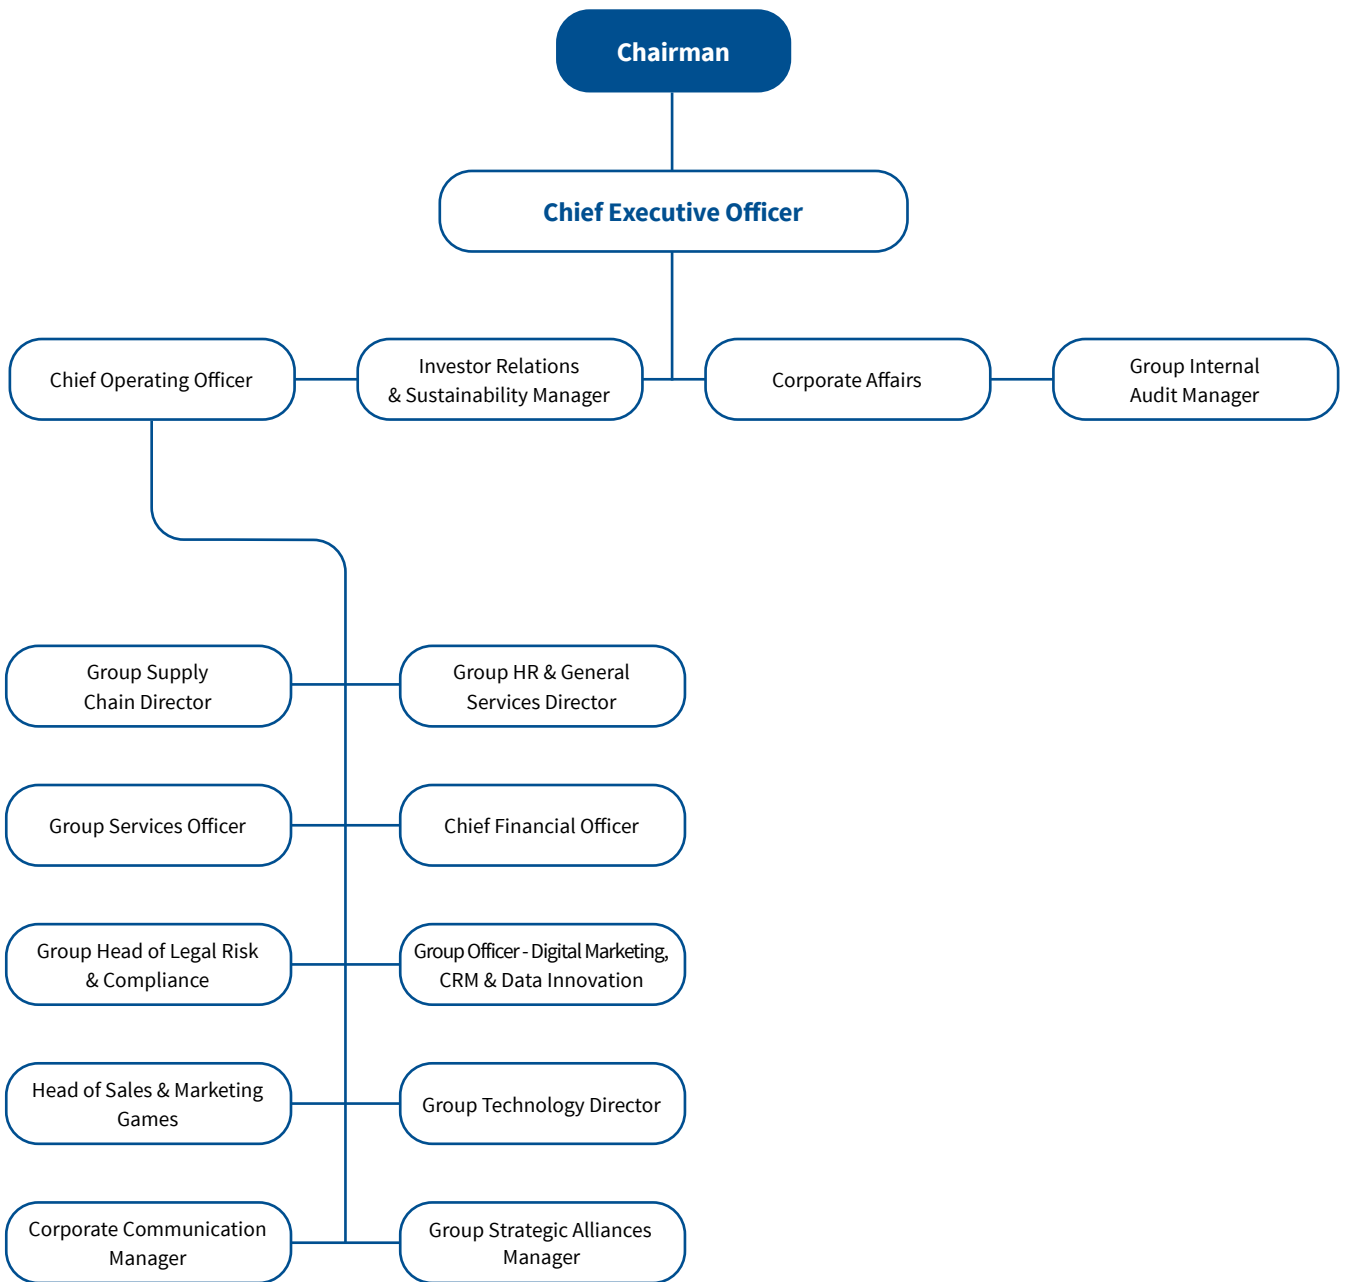 Chairman
Chief Executive Officer
Chief Operating Officer
Investor Relations
& Sustainability Manager
Corporate Affairs
Group Internal
Audit Manager
Group Supply
Chain Director
Group HR & General
Services Director
Group Services Officer
Chief Financial Officer
Group Head of Legal Risk
& Compliance
Group Officer - Digital Marketing,
CRM & Data Innovation
Head of Sales & Marketing
Games
Group Technology Director
Corporate Communication
Manager
Group Strategic Alliances
Manager